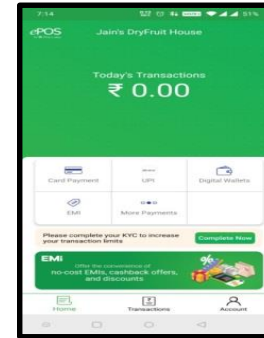 7:14
51%
ePOS
Jain's DryFruit House
Today's Transactions
₹ 0.00
Card Payment
UPI
Digital Wallets
EMI
More Payments
Please complete your KYC to increase
your transaction limits
Complete Now
EMI
Offer the convenience of
no-cost EMIs, cashback offers,
and discounts
Home
Transactions
Account